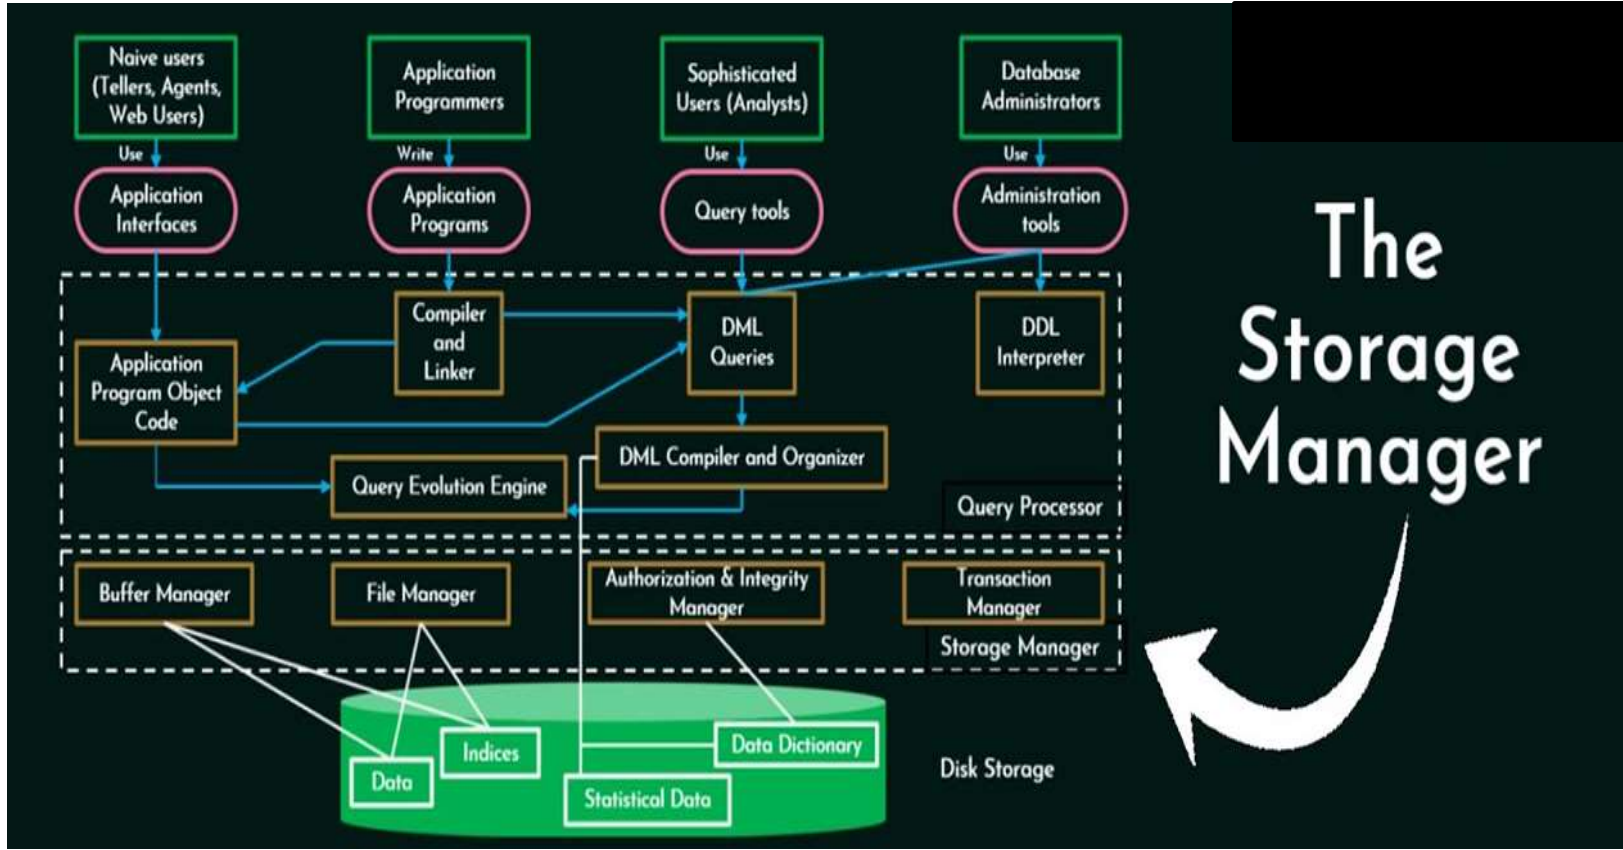 Naive users
(Tellers, Agents,
Web Users)
Application
Programmers
Sophisticated
Users (Analysts)
Database
Administrators
Use
Write
Use
Use
Application
Interfaces
Application
Programs
Query tools
Administration
tools
The
Storage
Manager
Compiler
and
Linker
DML
Queries
DDL
Interpreter
Application
Program Object
Code
DML Compiler and Organizer
Query Evolution Engine
Query Processor
Buffer Manager
File Manager
Authorization & Integrity
Manager
Transaction
Manager
Storage Manager
Data
Indices
Statistical Data
Data Dictionary
Disk Storage